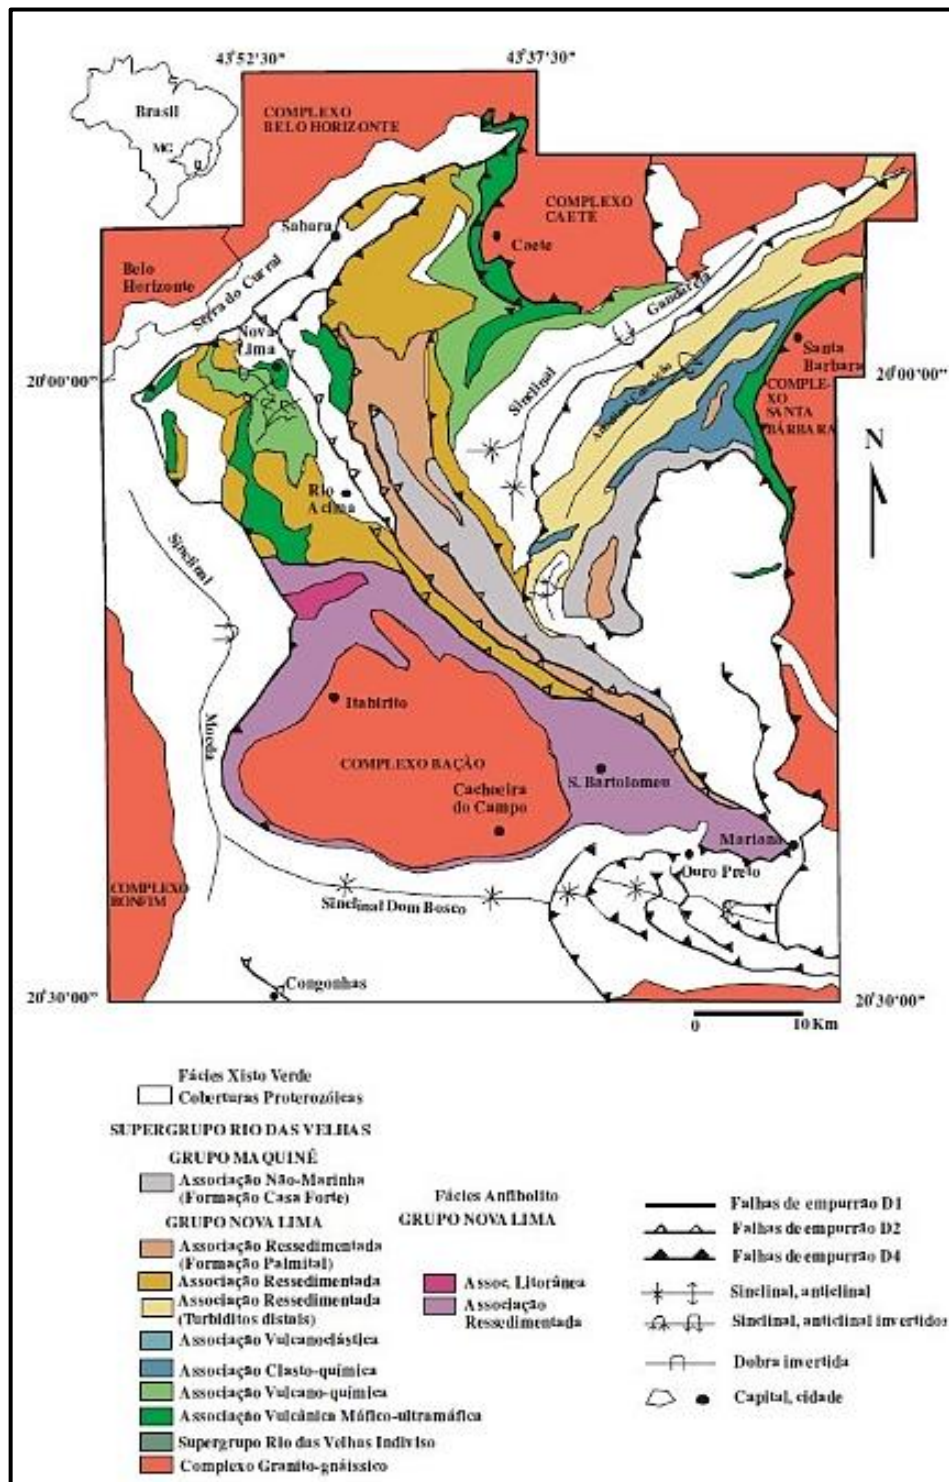 43°52'30"
43°37'30"
Brasil
MG
COMPLEXO
BELO HORIZONTE
COMPLEXO
CAETE
Sabara
Caete
Belo
Horizonte
Serra do Curral
Gandarela
Nova
Lima
Santa
Barbara
20°00'00"
20°00'00"
Sinclinal
Anticlinal Conceição
COMPLE-
XO
SANTA
BÁRBARA
N
Rio
Acima
Sinclinal
Moeda
Itabirito
COMPLEXO BAÇÃO
S. Bartolomeu
Cachoeira
do Campo
Mariana
Ouro Preto
COMPLEXO
BONFIM
Sinclinal Dom Bosco
Congonhas
20°30'00"
20°30'00"
0 10 Km
Fácies Xisto Verde
Coberturas Proterozóicas
SUPERGRUPO RIO DAS VELHAS
GRUPO MAQUINÉ
Associação Não-Marinha
(Formação Casa Forte)
GRUPO NOVA LIMA
Associação Ressedimentada
(Formação Palmital)
Associação Ressedimentada
Associação Ressedimentada
(Turbiditos distais)
Associação Vulcanoclástica
Associação Clasto-química
Associação Vulcano-química
Associação Vulcânica Máfico-ultramáfica
Supergrupo Rio das Velhas Indiviso
Complexo Granito-gnáissico
Fácies Anfibolito
GRUPO NOVA LIMA
Assoc. Litorânea
Associação
Ressedimentada
Falhas de empurrão D1
Falhas de empurrão D2
Falhas de empurrão D4
Sinclinal, anticlinal
Sinclinal, anticlinal invertidos
Dobra invertida
Capital, cidade